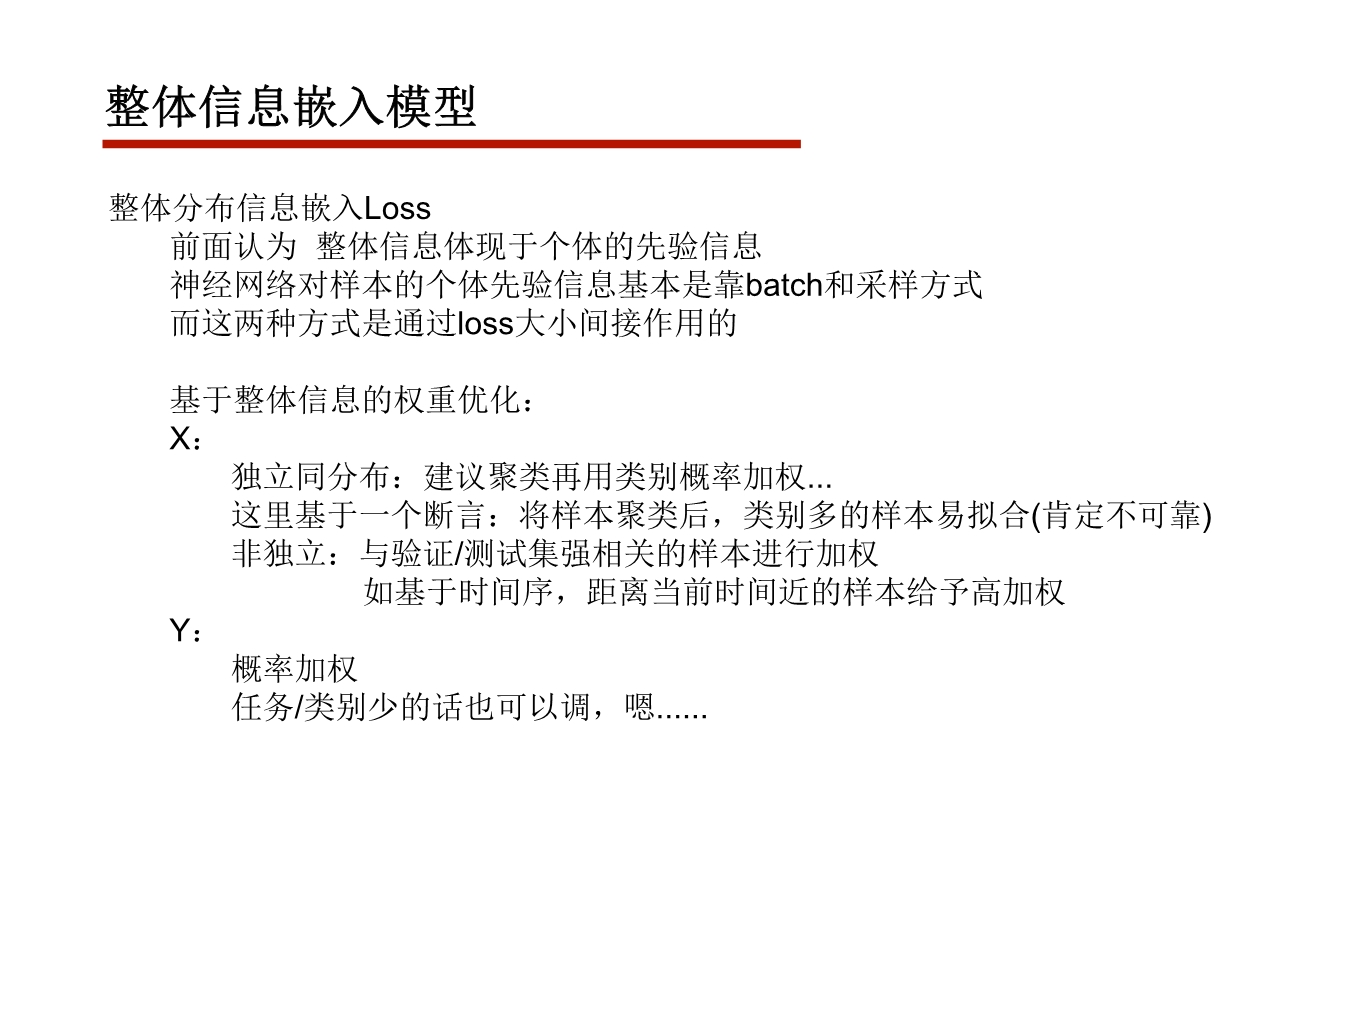 整体信息嵌入模型
整体分布信息嵌入Loss
前面认为 整体信息体现于个体的先验信息
神经网络对样本的个体先验信息基本是靠batch和采样方式
而这两种方式是通过loss大小间接作用的
基于整体信息的权重优化：
X：
独立同分布：建议聚类再用类别概率加权...
这里基于一个断言：将样本聚类后，类别多的样本易拟合(肯定不可靠)
非独立：与验证/测试集强相关的样本进行加权
如基于时间序，距离当前时间近的样本给予高加权
Y：
概率加权
任务/类别少的话也可以调，嗯......